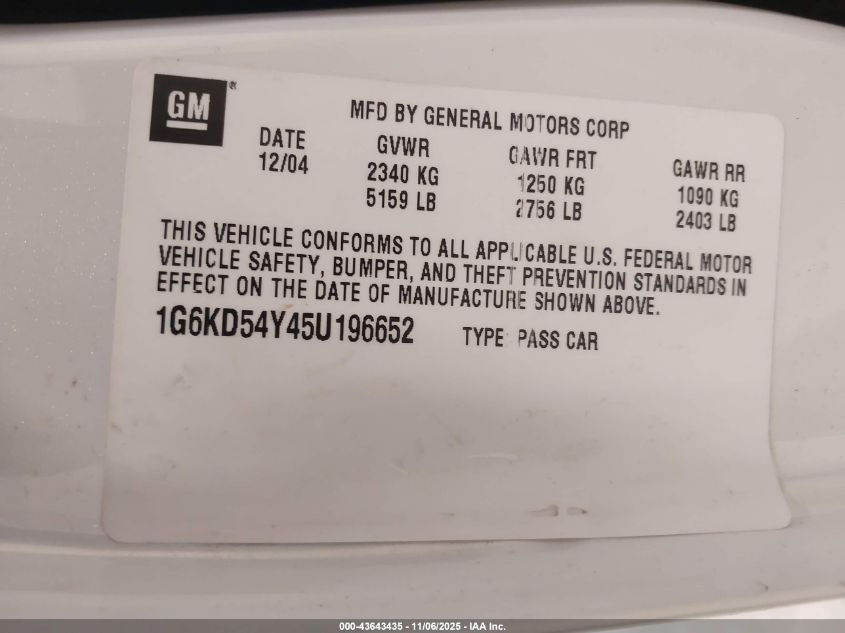 GM®
MFD BY GENERAL MOTORS CORP
DATE GVWR GAWR FRT GAWR RR
12/04 2340 KG 1250 KG 1090 KG
5159 LB 2756 LB 2403 LB
THIS VEHICLE CONFORMS TO ALL APPLICABLE U.S. FEDERAL MOTOR
VEHICLE SAFETY, BUMPER, AND THEFT PREVENTION STANDARDS IN
EFFECT ON THE DATE OF MANUFACTURE SHOWN ABOVE.
1G6KD54Y45U196652 TYPE: PASS CAR
000-43643435 - 11/06/2025 - IAA Inc.